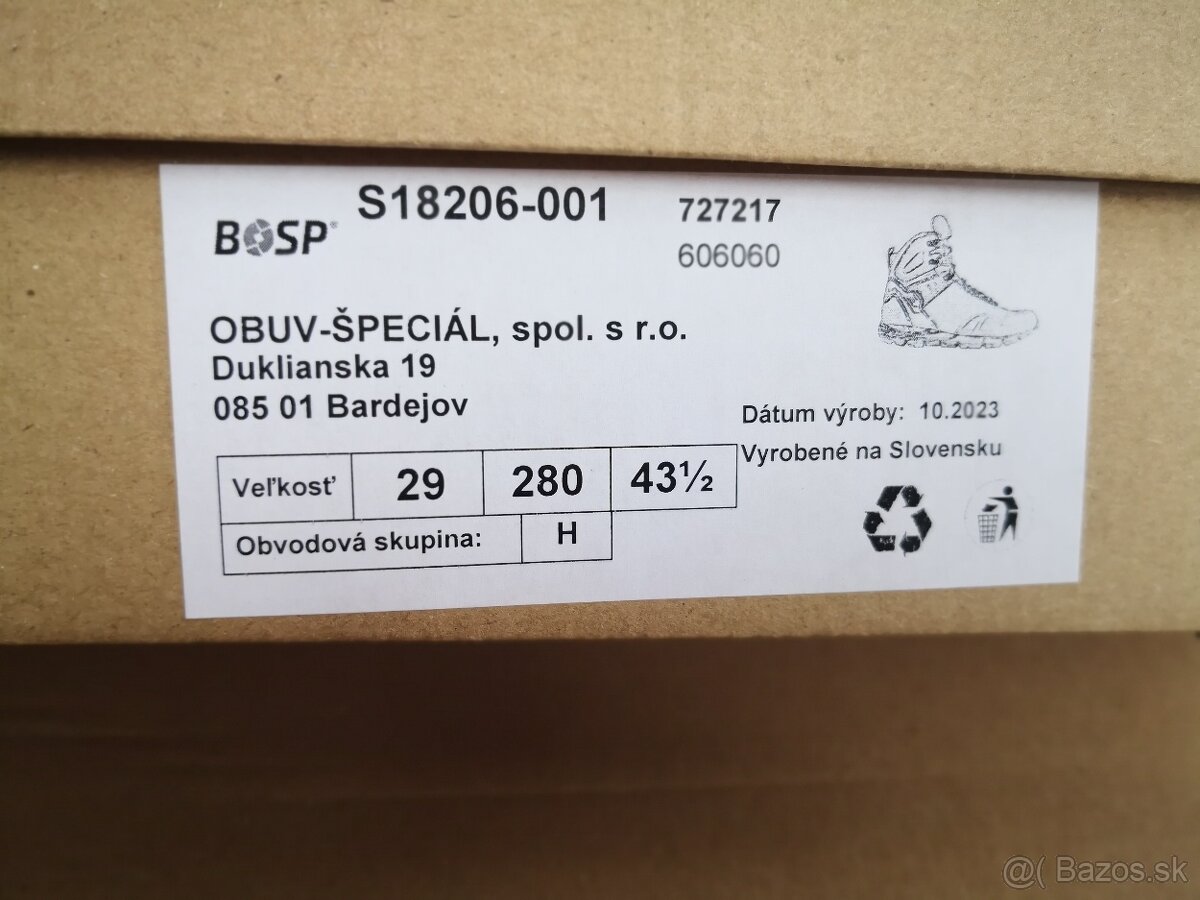 BOSP®
S18206-001
727217
606060
OBUV-ŠPECIÁL, spol. s r.o.
Duklianska 19
085 01 Bardejov
Dátum výroby: 10.2023
Vyrobené na Slovensku
Veľkosť 29 280 43½
Obvodová skupina: H
@( Bazos.sk